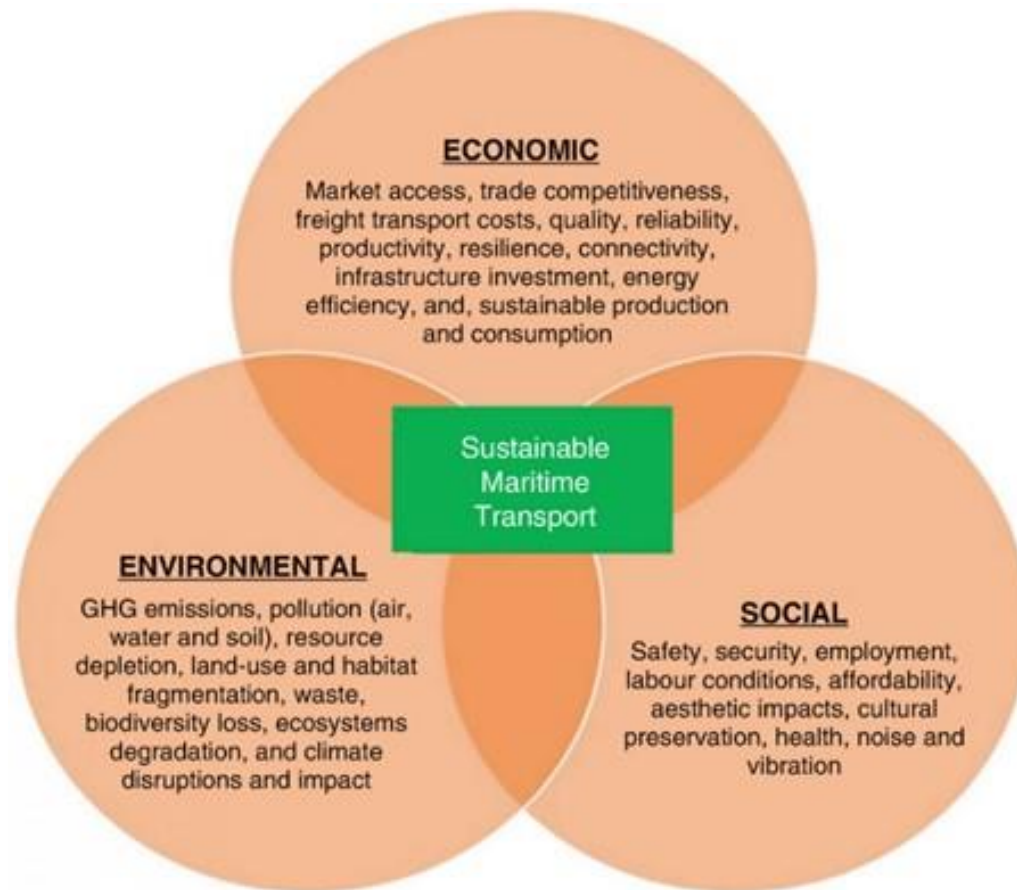 ECONOMIC
Market access, trade competitiveness,
freight transport costs, quality, reliability,
productivity, resilience, connectivity,
infrastructure investment, energy
efficiency, and, sustainable production
and consumption
Sustainable
Maritime
Transport
ENVIRONMENTAL
GHG emissions, pollution (air,
water and soil), resource
depletion, land-use and habitat
fragmentation, waste,
biodiversity loss, ecosystems
degradation, and climate
disruptions and impact
SOCIAL
Safety, security, employment,
labour conditions, affordability,
aesthetic impacts, cultural
preservation, health, noise and
vibration